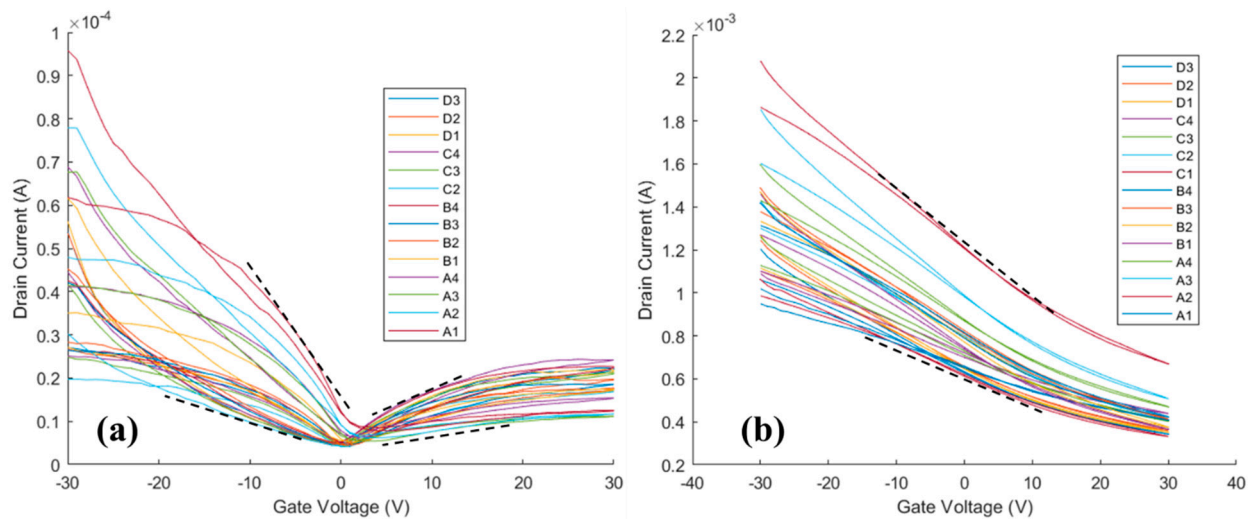 ×10⁻⁴
1
0.9
0.8
0.7
0.6
0.5
0.4
0.3
0.2
0.1
0
Drain Current (A)
D3
D2
D1
C4
C3
C2
B4
B3
B2
B1
A4
A3
A2
A1
(a)
-30
-20
-10
0
10
20
30
Gate Voltage (V)
×10⁻³
2.2
2
1.8
1.6
1.4
1.2
1
0.8
0.6
0.4
0.2
Drain Current (A)
D3
D2
D1
C4
C3
C2
C1
B4
B3
B2
B1
A4
A3
A2
A1
(b)
-40
-30
-20
-10
0
10
20
30
40
Gate Voltage (V)